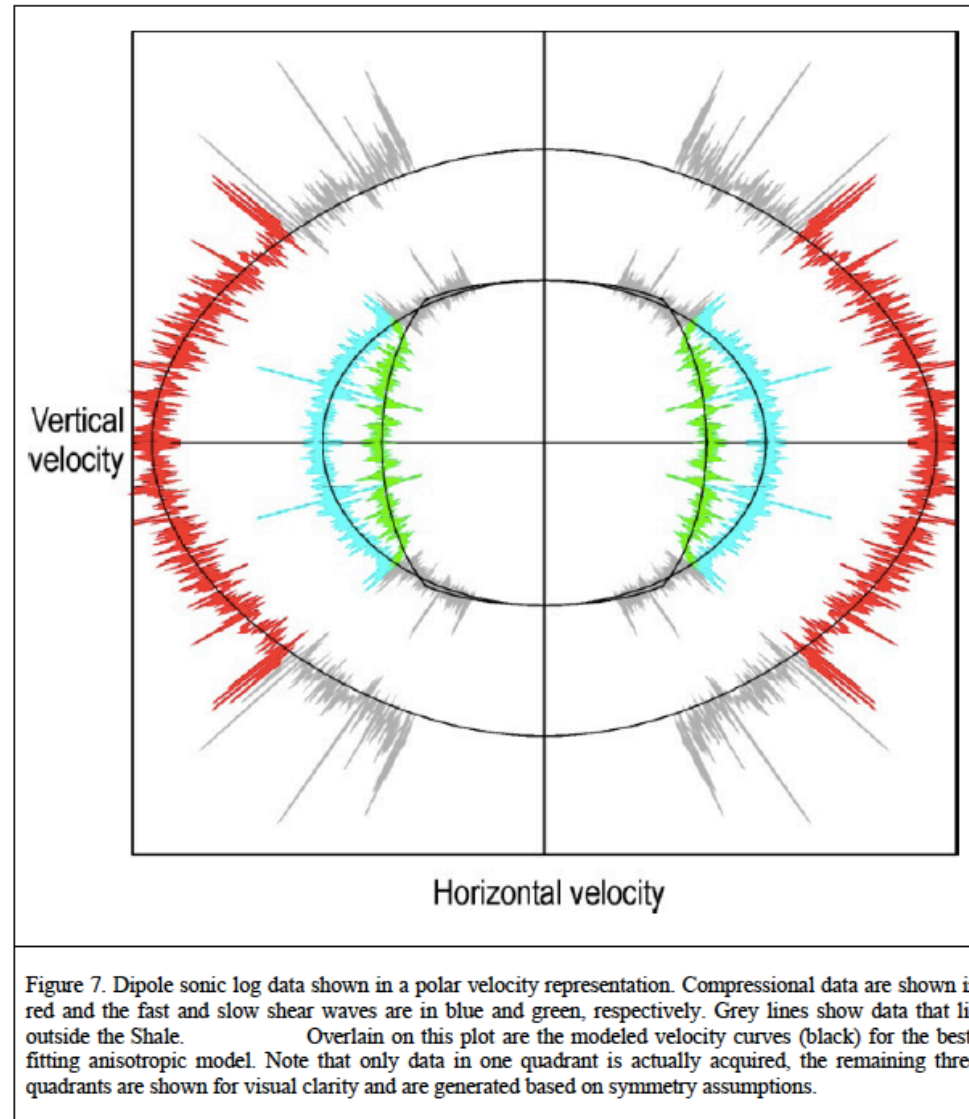 Vertical
velocity
Horizontal velocity
Figure 7. Dipole sonic log data shown in a polar velocity representation. Compressional data are shown i
red and the fast and slow shear waves are in blue and green, respectively. Grey lines show data that li
outside the Shale. Overlain on this plot are the modeled velocity curves (black) for the best
fitting anisotropic model. Note that only data in one quadrant is actually acquired, the remaining thre
quadrants are shown for visual clarity and are generated based on symmetry assumptions.